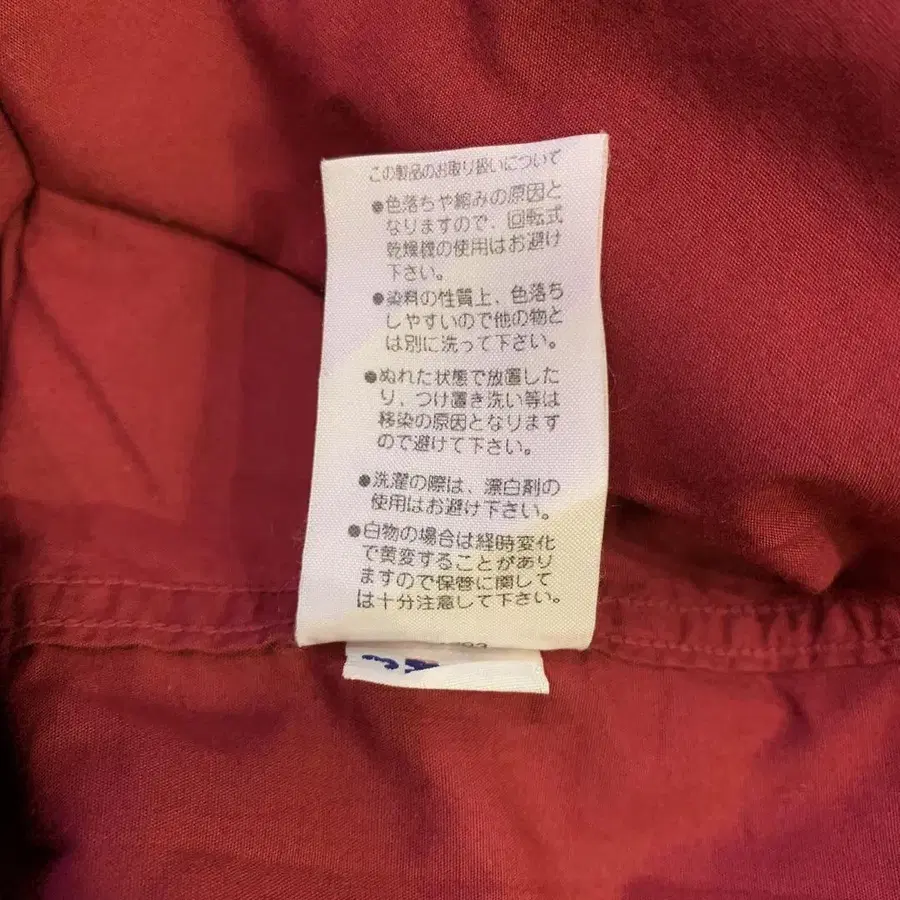 この製品のお取り扱いについて
●色落ちや縮みの原因と
なりますので、回転式
乾燥機の使用はお避け
下さい。
●染料の性質上、色落ち
しやすいので他の物と
は別に洗って下さい。
●ぬれた状態で放置した
り、つけ置き洗い等は
移染の原因となります
ので避けて下さい。
●洗濯の際は、漂白剤の
使用はお避け下さい。
●白物の場合は経時変化
で黄変することがあり
ますので保管に関して
は十分注意して下さい。